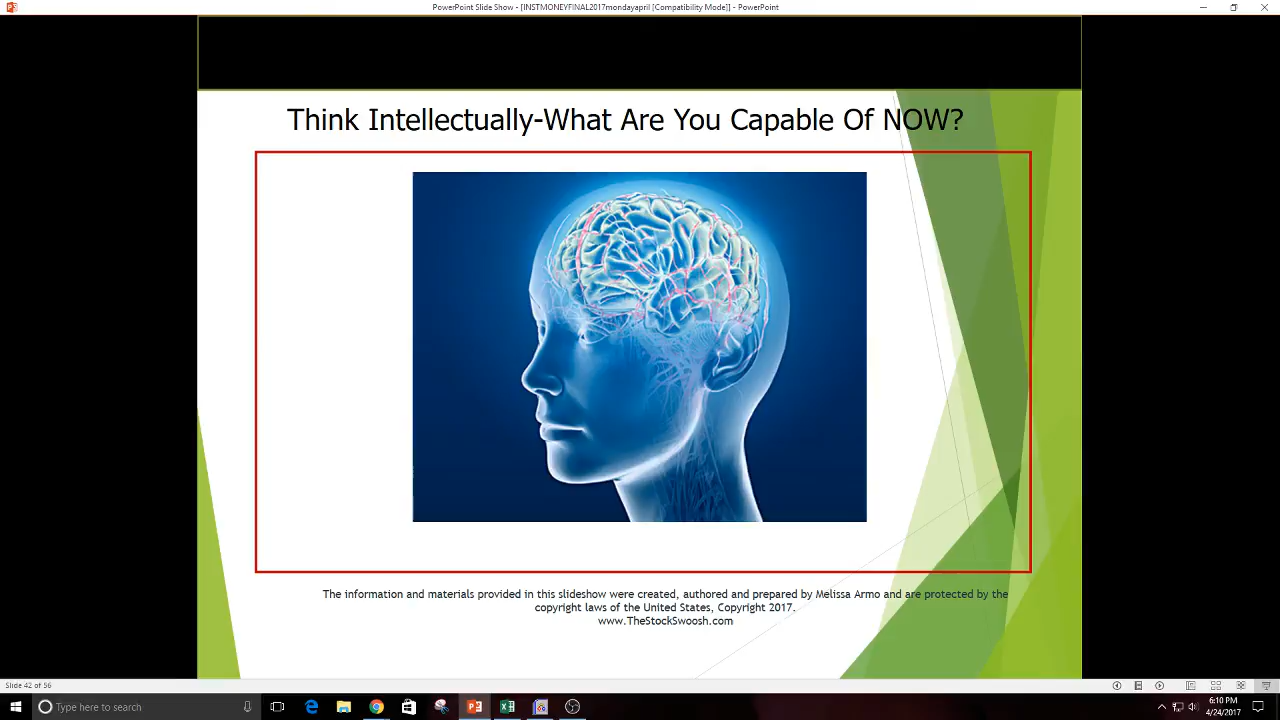 PowerPoint Slide Show - [INSTMONEYFINAL2017mondayapril [Compatibility Mode]] - PowerPoint
Think Intellectually-What Are You Capable Of NOW?
The information and materials provided in this slideshow were created, authored and prepared by Melissa Armo and are protected by the
copyright laws of the United States, Copyright 2017.
www.TheStockSwoosh.com
Slide 42 of 56
Type here to search
6:10 PM
4/24/2017